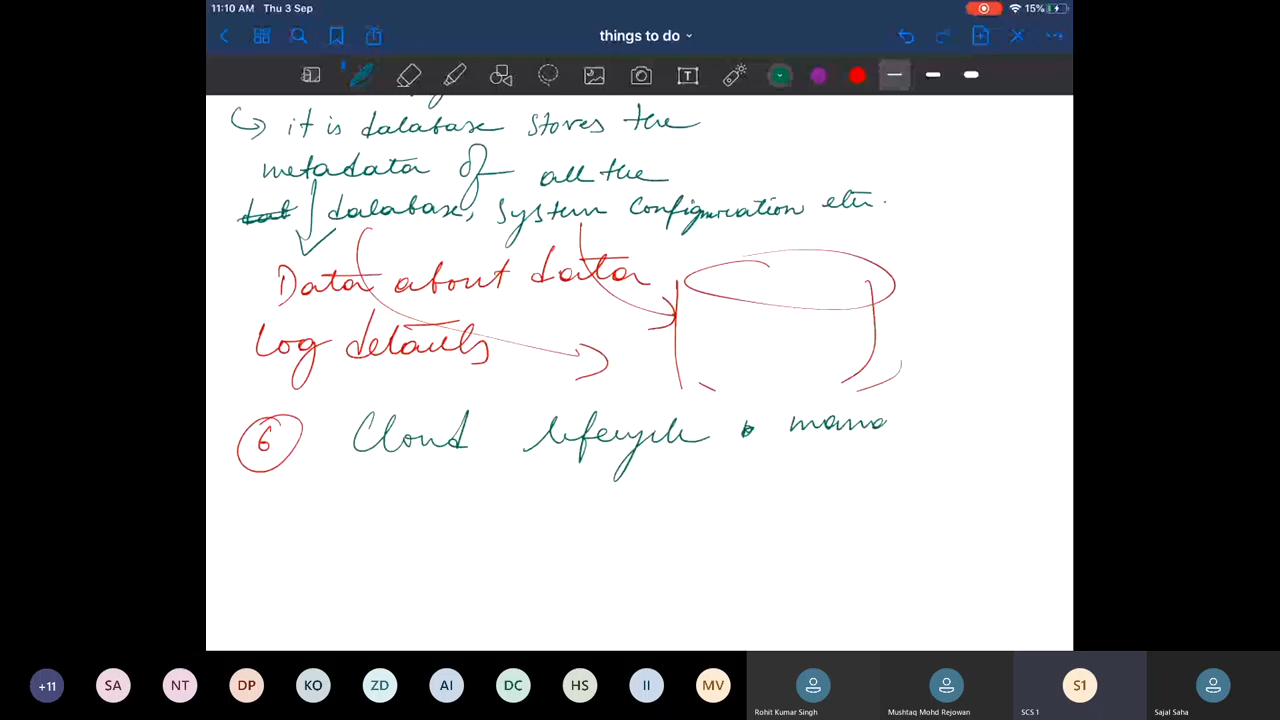 11:10 AM Thu 3 Sep
15%
things to do
T
↪ it is database stores the
metadata of all the
database, system configuration etc.
Data about data
Log details
6 Cloud lifecycle mana
+11 SA NT DP KO ZD AI DC HS II MV S1
Rohit Kumar Singh Mushtaq Mohd Rejowan SCS 1 Sajal Saha